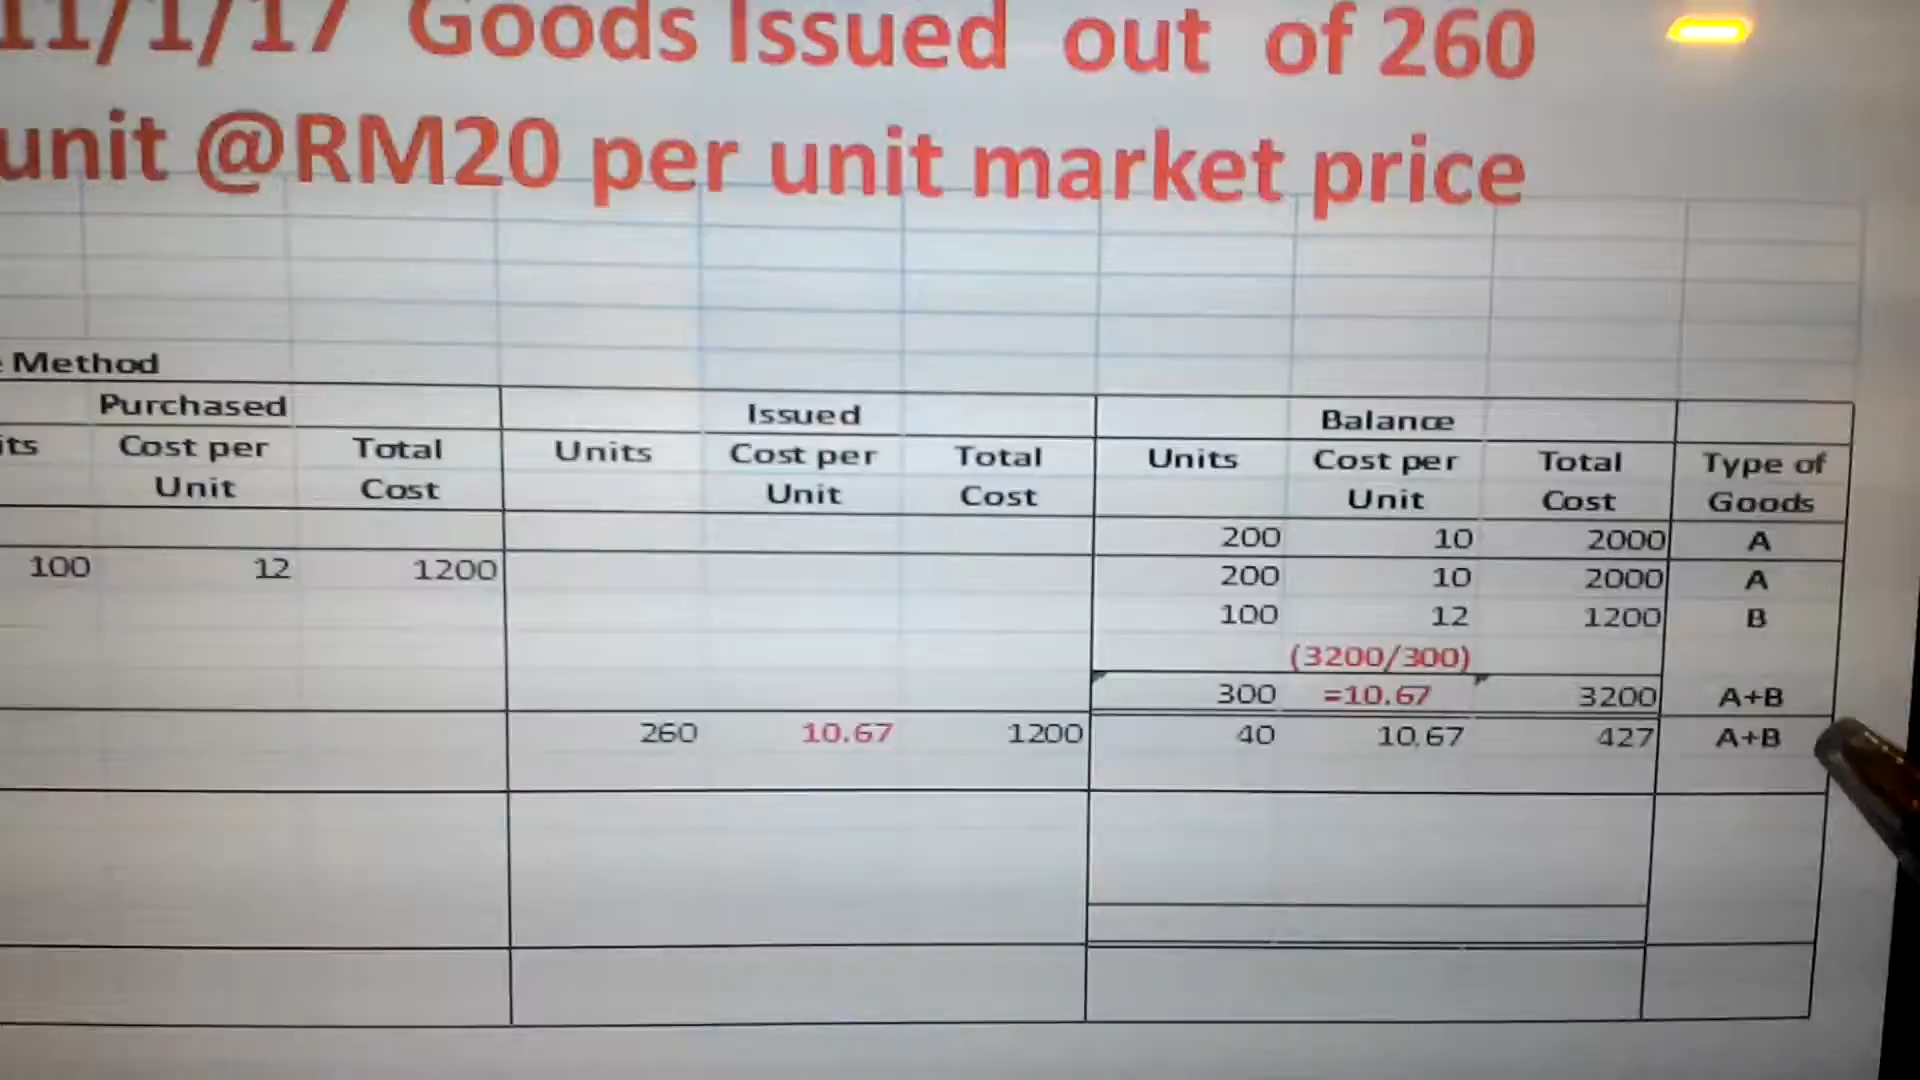 11/1/17 Goods Issued out of 260
unit @RM20 per unit market price
Method
Purchased Issued Balance
its Cost per Unit Total Cost Units Cost per Unit Total Cost Units Cost per Unit Total Cost Type of Goods
200 10 2000 A
100 12 1200 200 10 2000 A
100 12 1200 B
(3200/300)
300 =10.67 3200 A+B
260 10.67 1200 40 10.67 427 A+B